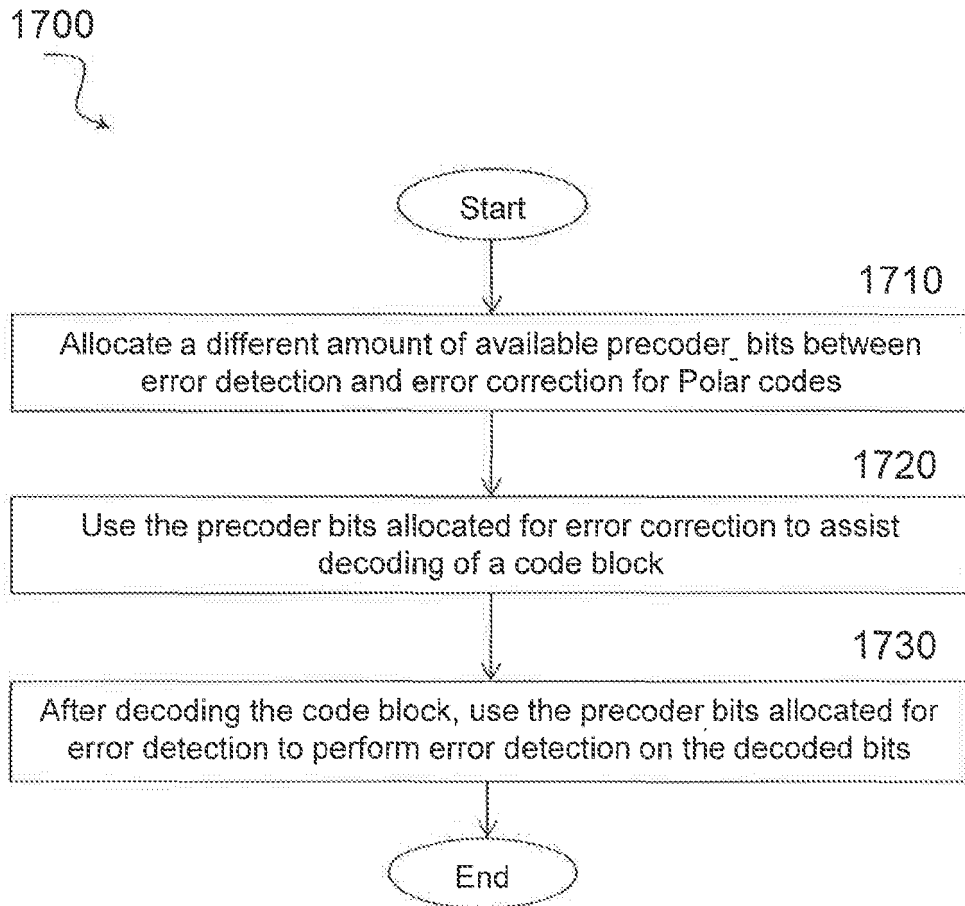 1700
Start
1710
Allocate a different amount of available precoder_ bits between
error detection and error correction for Polar codes
1720
Use the precoder bits allocated for error correction to assist
decoding of a code block
1730
After decoding the code block, use the precoder bits allocated for
error detection to perform error detection on the decoded bits
End